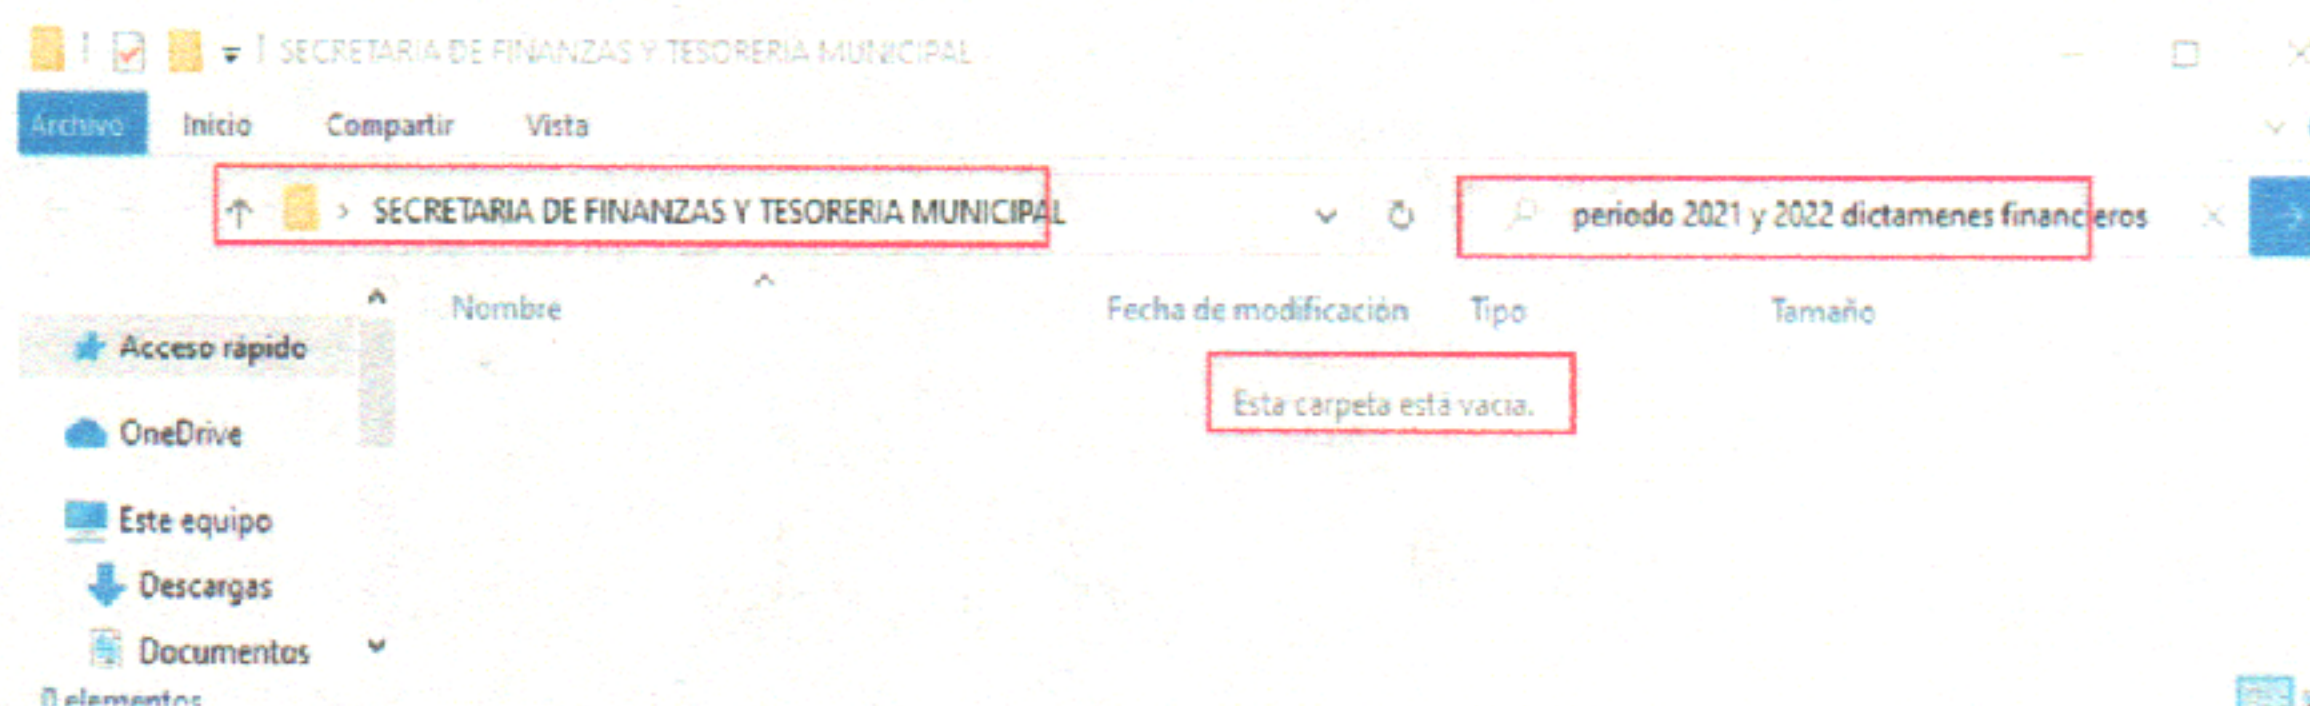 SECRETARIA DE FINANZAS Y TESORERIA MUNICIPAL
Archivo Inicio Compartir Vista
SECRETARIA DE FINANZAS Y TESORERIA MUNICIPAL periodo 2021 y 2022 dictamenes financieros
Nombre Fecha de modificación Tipo Tamaño
Acceso rápido
Esta carpeta está vacía.
OneDrive
Este equipo
Descargas
Documentos
0 elementos